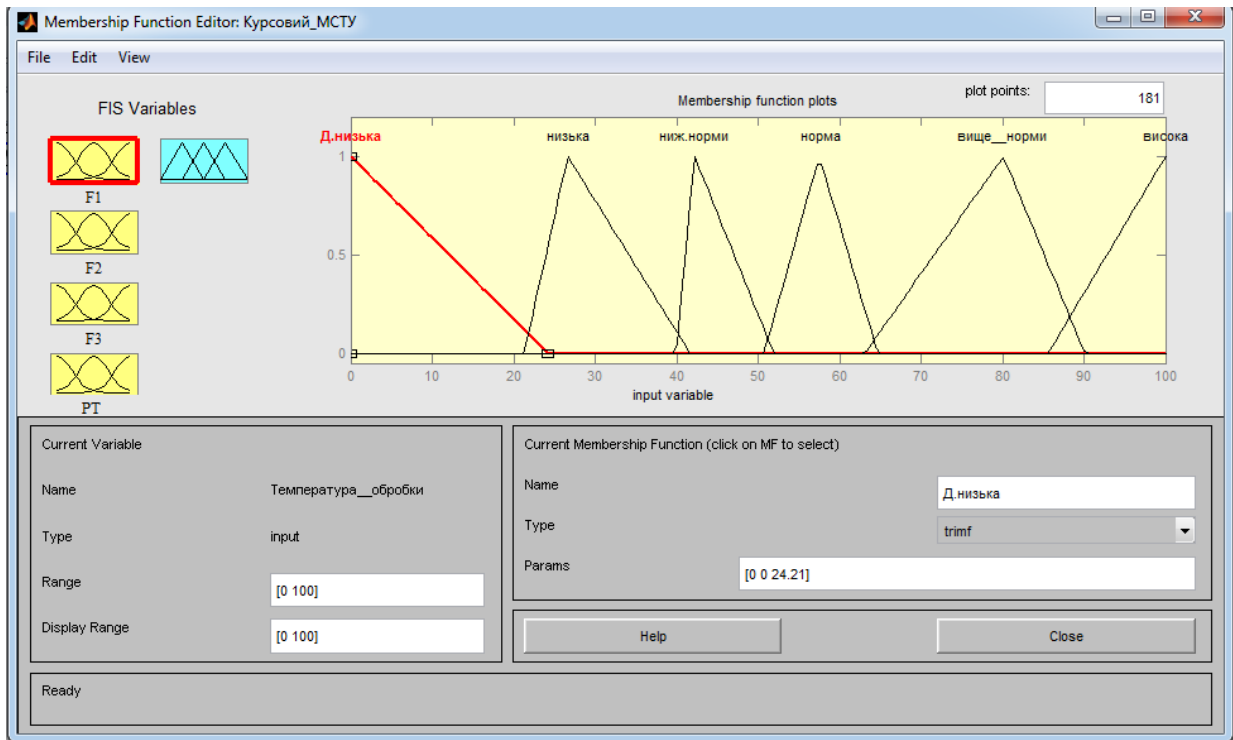 Membership Function Editor: Курсовий_МСТУ
File Edit View
FIS Variables
F1
F2
F3
PT
Membership function plots
plot points:
181
Д.низька низька ниж.норми норма вище__норми висока
1
0.5
0
0 10 20 30 40 50 60 70 80 90 100
input variable
Current Variable
Name Температура__обробки
Type input
Range [0 100]
Display Range [0 100]
Current Membership Function (click on MF to select)
Name Д.низька
Type trimf
Params [0 0 24.21]
Help Close
Ready